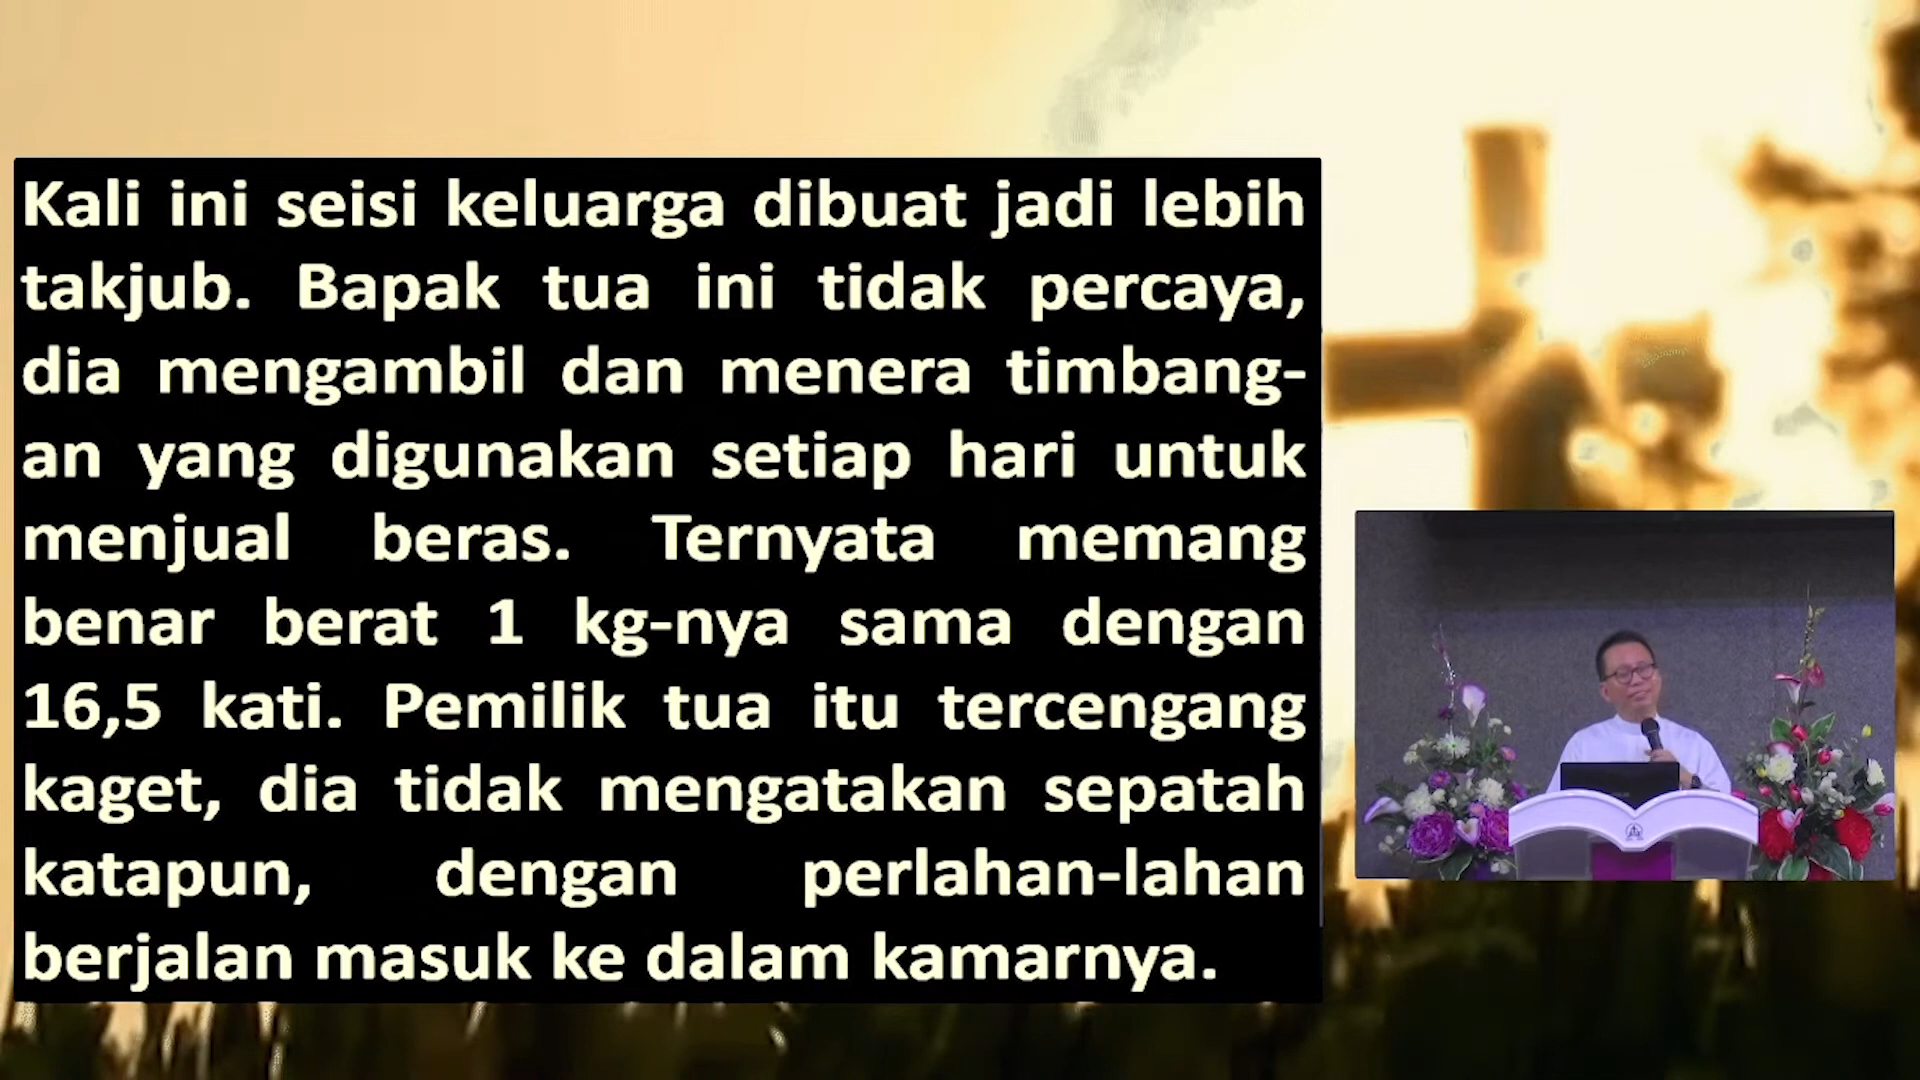 Kali ini seisi keluarga dibuat jadi lebih
takjub. Bapak tua ini tidak percaya,
dia mengambil dan menera timbang-
an yang digunakan setiap hari untuk
menjual beras. Ternyata memang
benar berat 1 kg-nya sama dengan
16,5 kati. Pemilik tua itu tercengang
kaget, dia tidak mengatakan sepatah
katapun, dengan perlahan-lahan
berjalan masuk ke dalam kamarnya.